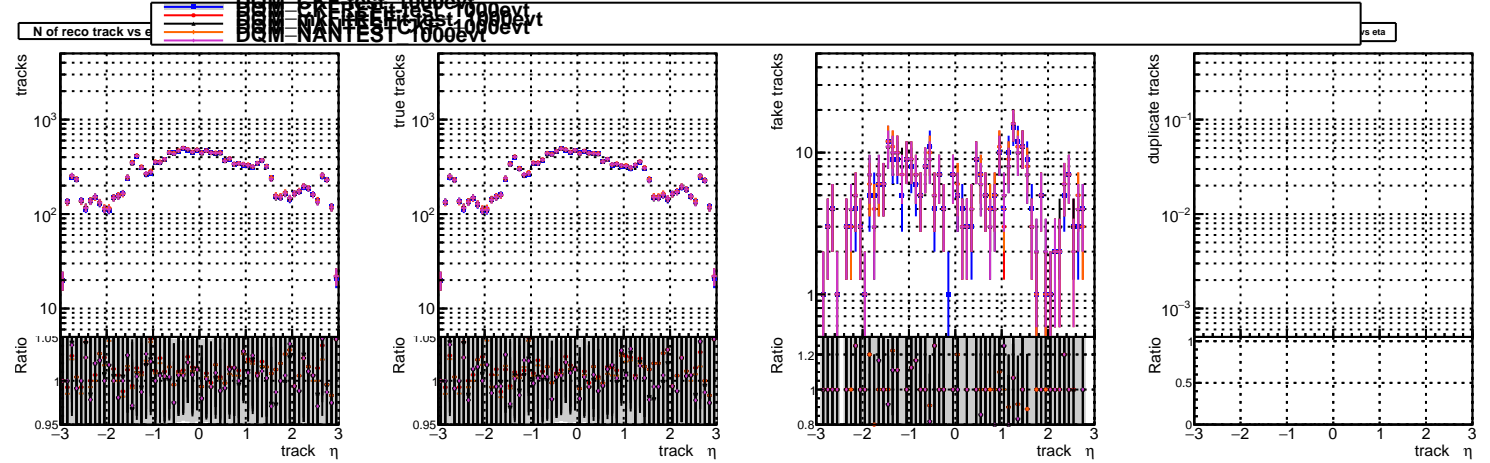 DQM_NANTEST_1000evt
N of reco track vs e
vs eta
tracks
10³
10²
10
Ratio
1.05
1
0.95
−3 −2 −1 0 1 2 3
track η
true tracks
10³
10²
10
Ratio
1.05
1
0.95
−3 −2 −1 0 1 2 3
track η
fake tracks
10
1
Ratio
1.2
1
0.8
−3 −2 −1 0 1 2 3
track η
duplicate tracks
10⁻¹
10⁻²
10⁻³
Ratio
1
0.5
0
−3 −2 −1 0 1 2 3
track η